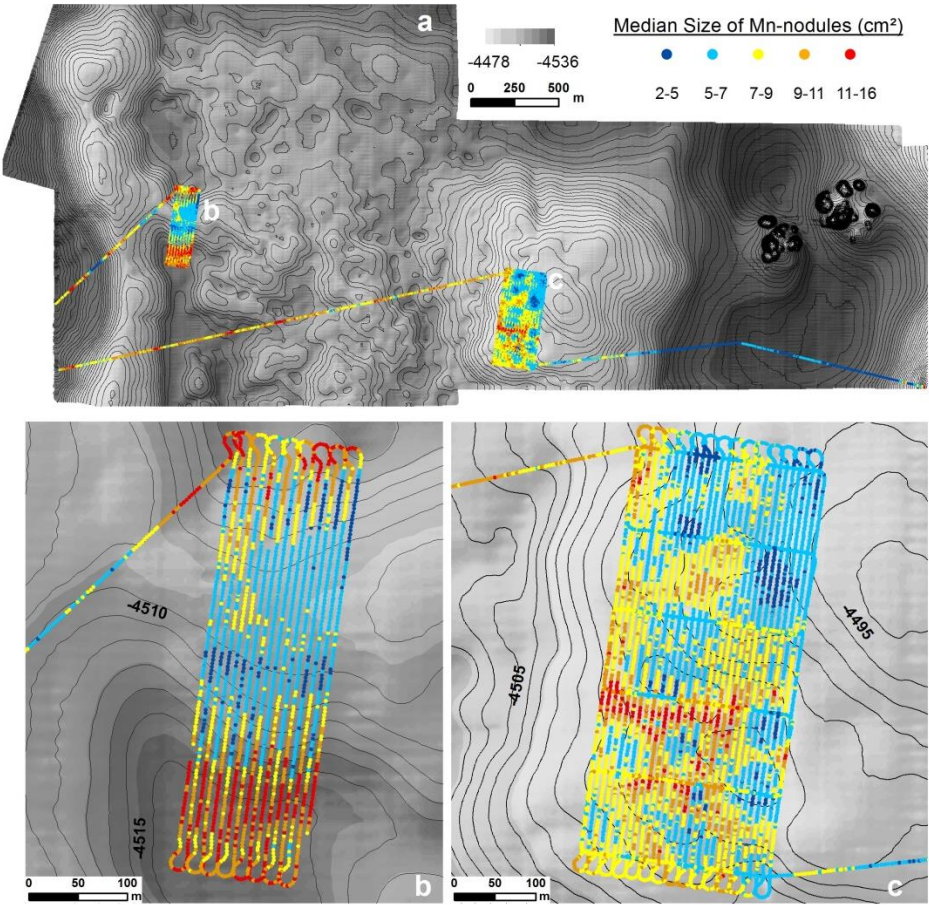 a
Median Size of Mn-nodules (cm²)
-4478 -4536
0 250 500 m
2-5 5-7 7-9 9-11 11-16
b
c
-4510
-4515
0 50 100 m
b
-4495
-4505
0 50 100 m
c